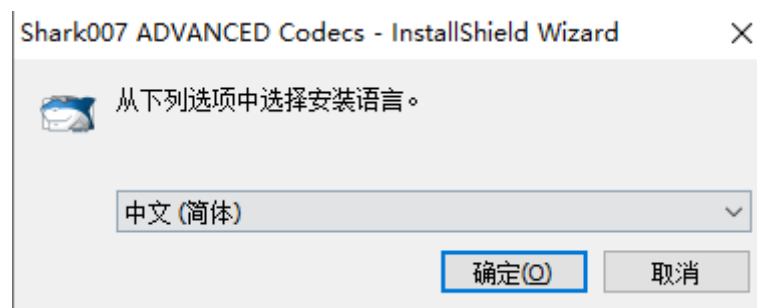 Shark007 ADVANCED Codecs - InstallShield Wizard
从下列选项中选择安装语言。
中文 (简体)
确定(O) 取消